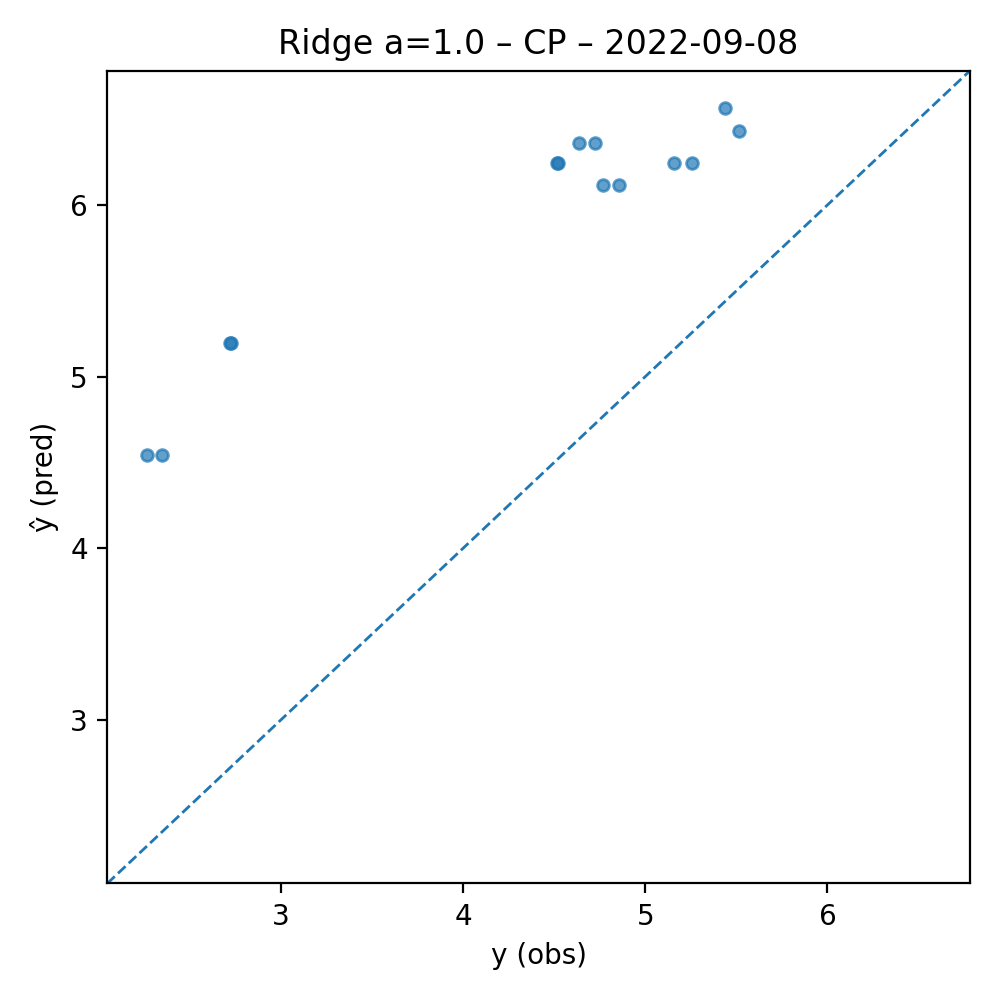 Ridge a=1.0 – CP – 2022-09-08
6
5
4
3
ŷ (pred)
3 4 5 6
y (obs)